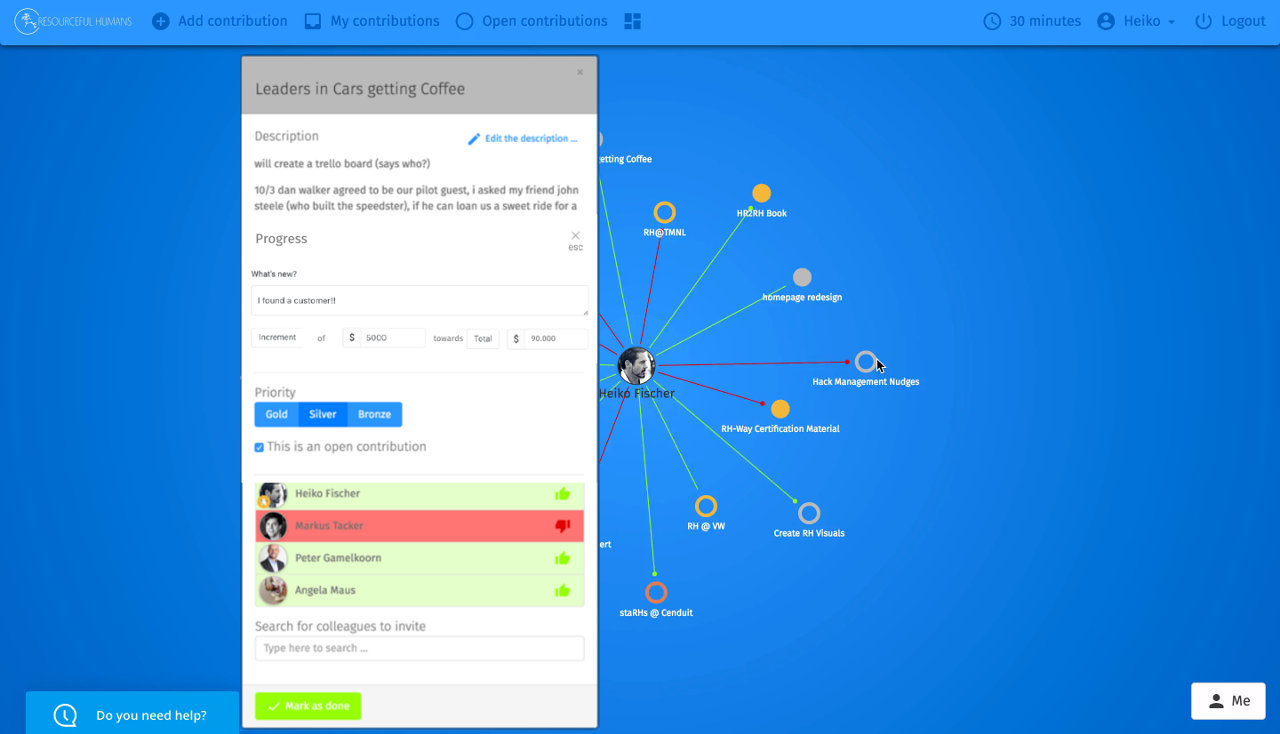 RESOURCEFUL HUMANS
Add contribution
My contributions
Open contributions
30 minutes
Heiko
Logout
×
Leaders in Cars getting Coffee
Description
Edit the description ...
will create a trello board (says who?)
10/3 dan walker agreed to be our pilot guest, i asked my friend john
steele (who built the speedster), if he can loan us a sweet ride for a
Progress
esc
What's new?
I found a customer!!
Increment of $ 5000 towards Total $ 90.000
Priority
Gold Silver Bronze
This is an open contribution
Heiko Fischer
Markus Tacker
Peter Gamelkoorn
Angela Maus
Search for colleagues to invite
Type here to search ...
Mark as done
etting Coffee
HR2RH Book
RH@TMNL
homepage redesign
Hack Management Nudges
Heiko Fischer
RH-Way Certification Material
RH @ VW
Create RH Visuals
ert
staRHs @ Cenduit
Do you need help?
Me